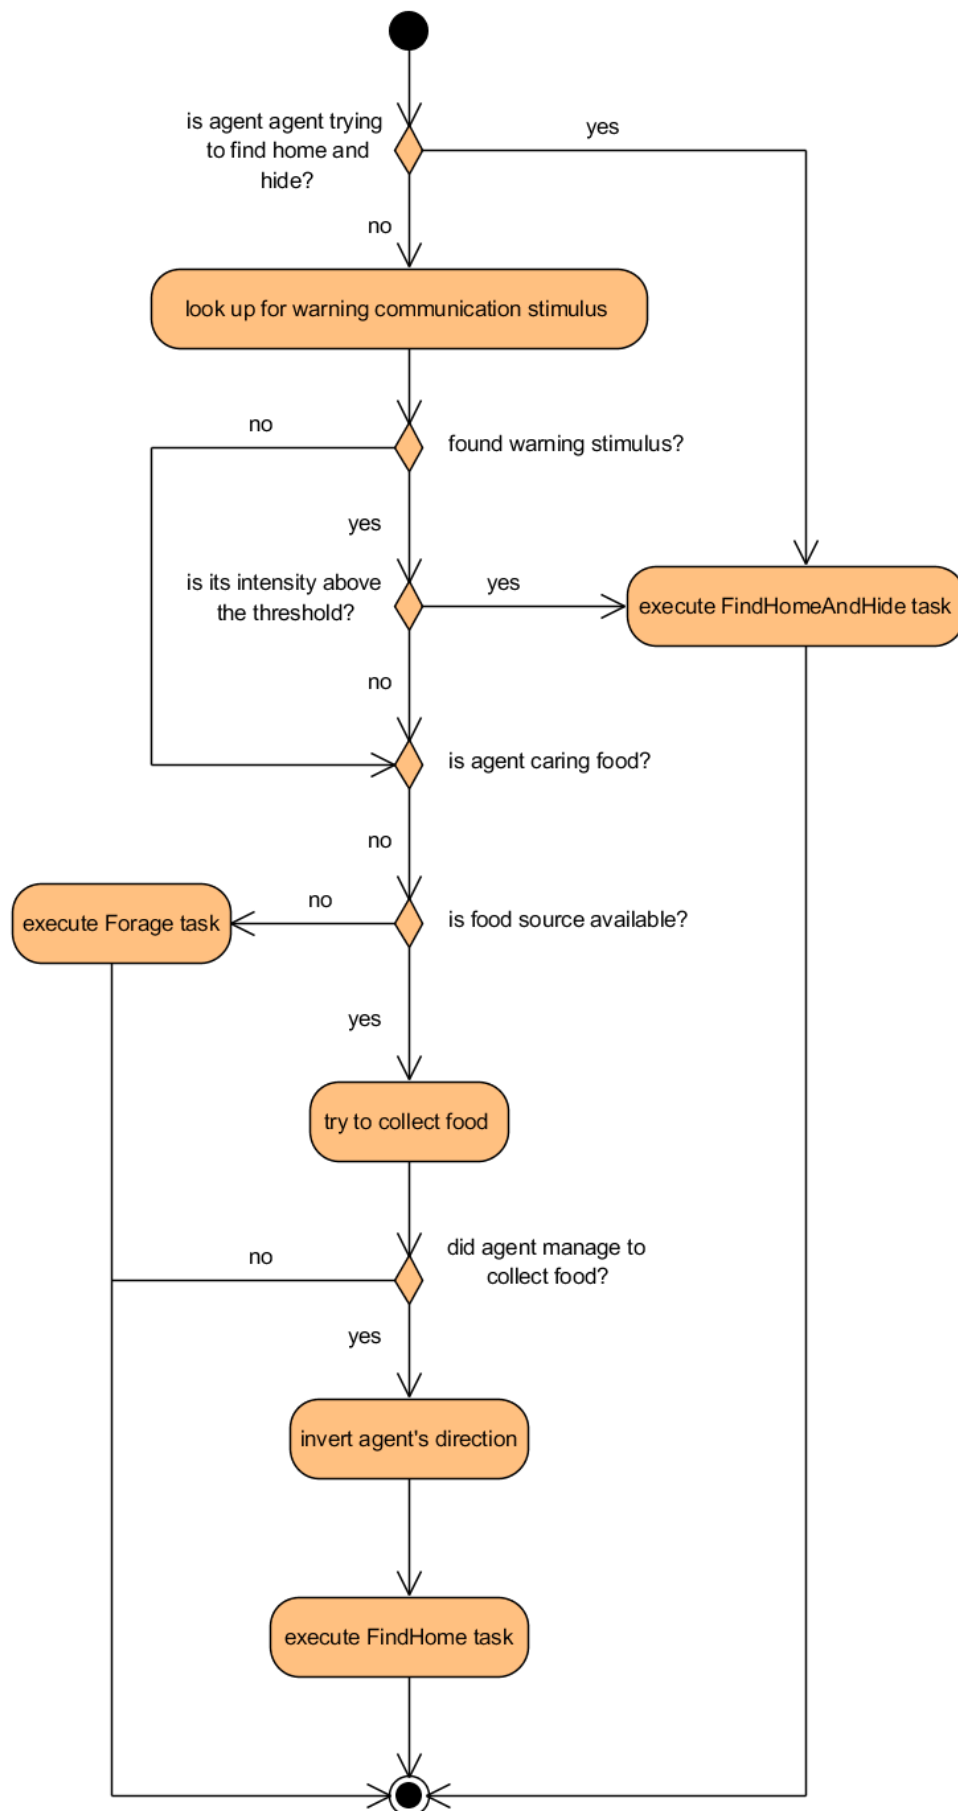 is agent agent trying
to find home and
hide?
yes
no
look up for warning communication stimulus
no
found warning stimulus?
yes
is its intensity above
the threshold?
yes
execute FindHomeAndHide task
no
is agent caring food?
no
execute Forage task
no
is food source available?
yes
try to collect food
no
did agent manage to
collect food?
yes
invert agent's direction
execute FindHome task